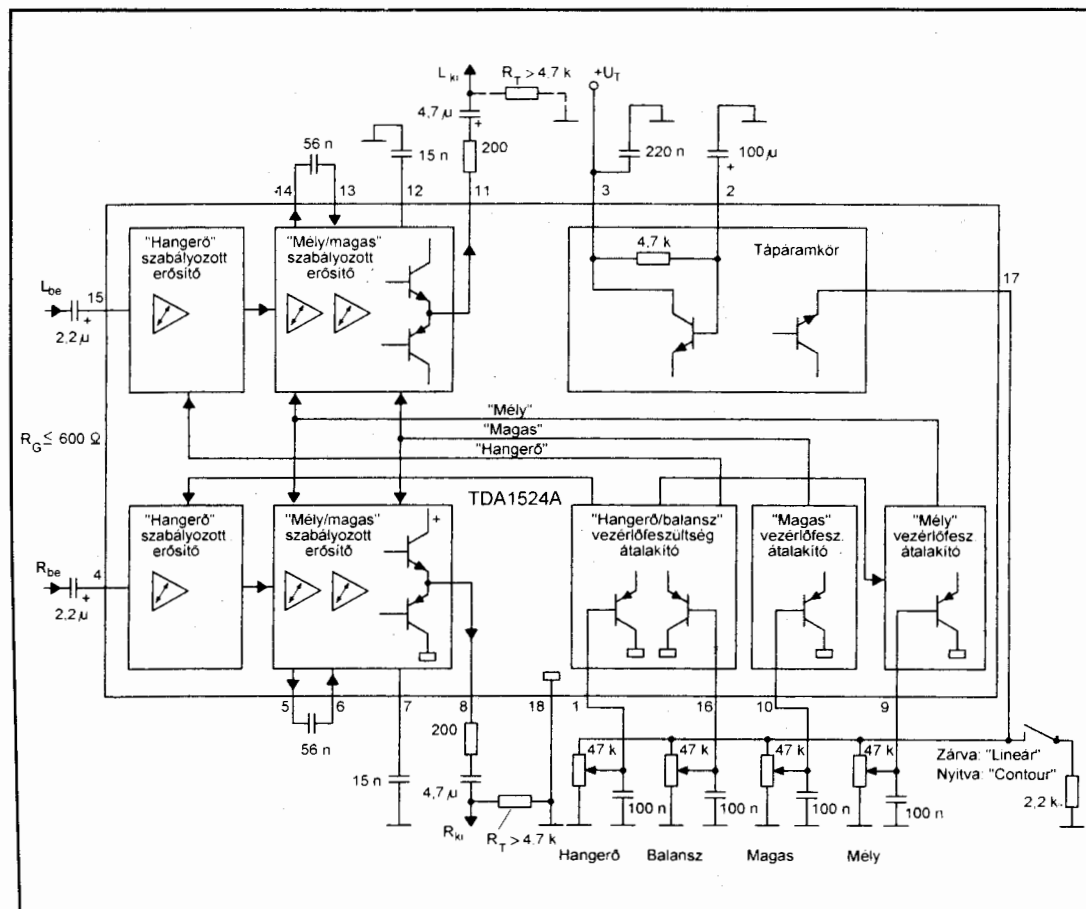 L ki
R_T > 4.7 k
+U_T
4,7 µ
+
200
56 n
15 n
220 n
100 µ
+
14
13
12
11
3
2
"Hangerő"
szabályozott
erősítő
"Mély/magas"
szabályozott
erősítő
4,7 k
Tápáramkör
17
L be
15
2,2 µ
+
"Mély"
"Magas"
"Hangerő"
R_G ≤ 600 Ω
TDA1524A
"Hangerő"
szabályozott
erősítő
"Mély/magas"
szabályozott
erősítő
+
"Hangerő/balansz"
vezérlőfeszültség
átalakító
"Magas"
vezérlőfesz.
átalakító
"Mély"
vezérlőfesz.
átalakító
R be
4
2,2 µ
+
5
6
7
8
18
1
16
10
9
56 n
200
15 n
4,7 µ
47 k
47 k
47 k
47 k
Zárva: "Lineár"
Nyitva: "Contour"
2,2 k
100 n
100 n
100 n
100 n
R ki
R_T > 4.7 k
Hangerő
Balansz
Magas
Mély